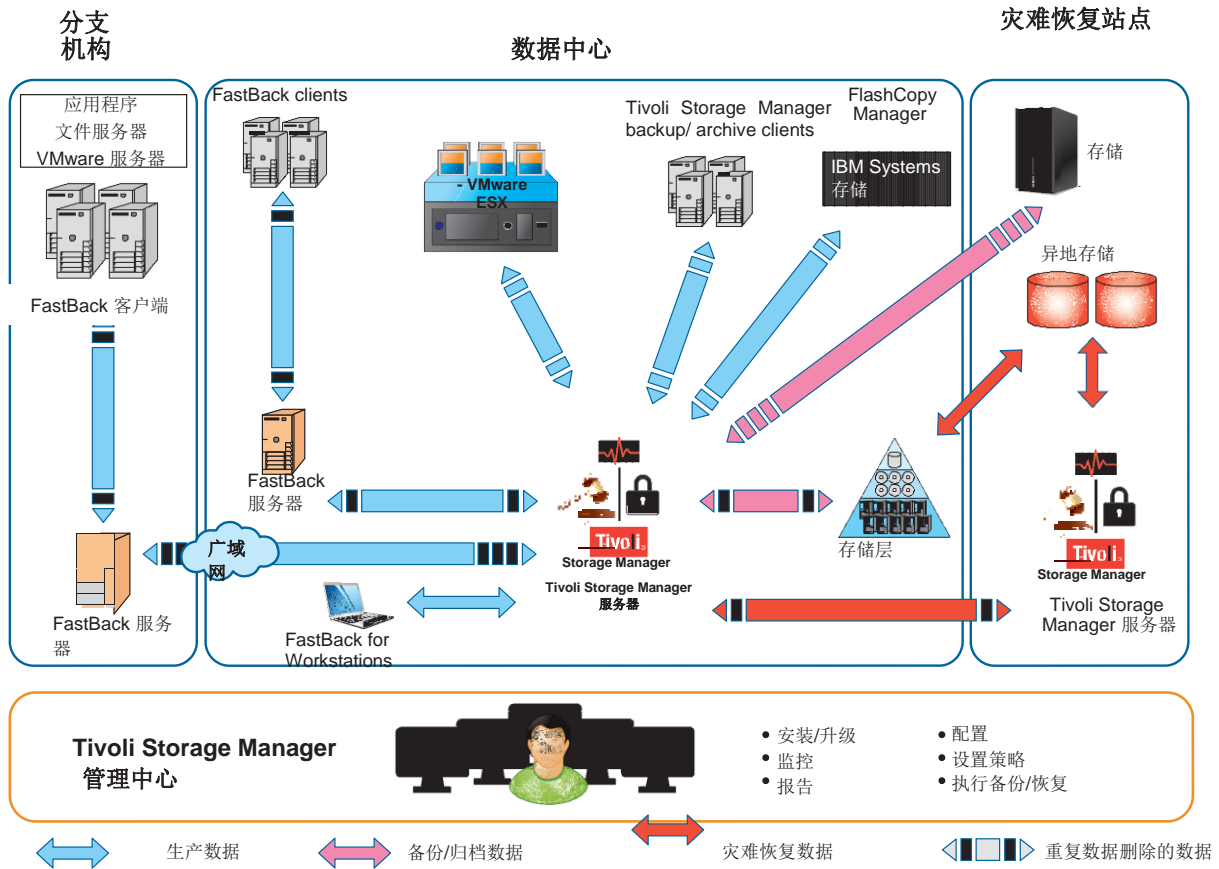 分支
机构
数据中心
灾难恢复站点
应用程序
文件服务器
VMware 服务器
FastBack 客户端
FastBack 服务
器
FastBack clients
- VMware
ESX
Tivoli Storage Manager
backup/ archive clients
FlashCopy
Manager
IBM Systems
存储
FastBack
服务器
广域
网
FastBack for
Workstations
Tivoli
Storage Manager
Tivoli Storage Manager
服务器
存储层
存储
异地存储
Tivoli
Storage Manager
Tivoli Storage
Manager 服务器
Tivoli Storage Manager
管理中心
• 安装/升级
• 监控
• 报告
• 配置
• 设置策略
• 执行备份/恢复
生产数据
备份/归档数据
灾难恢复数据
重复数据删除的数据